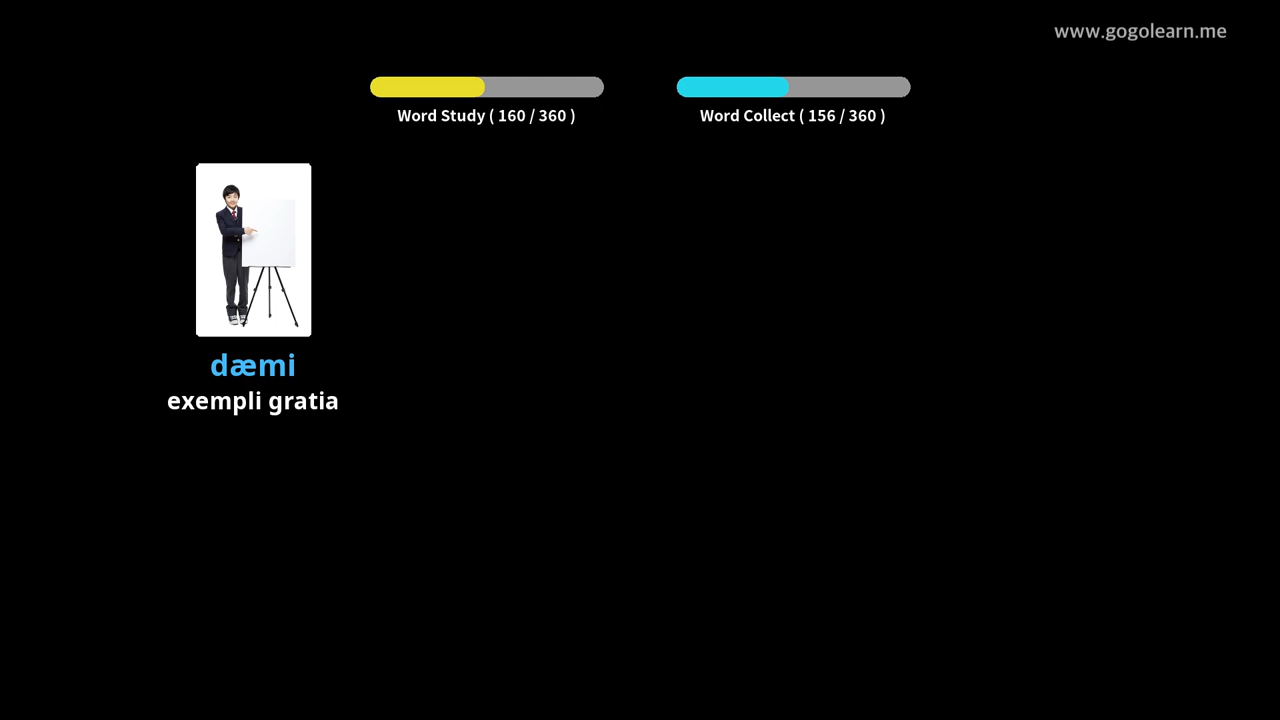 www.gogolearn.me
Word Study ( 160 / 360 )
Word Collect ( 156 / 360 )
dæmi
exempli gratia